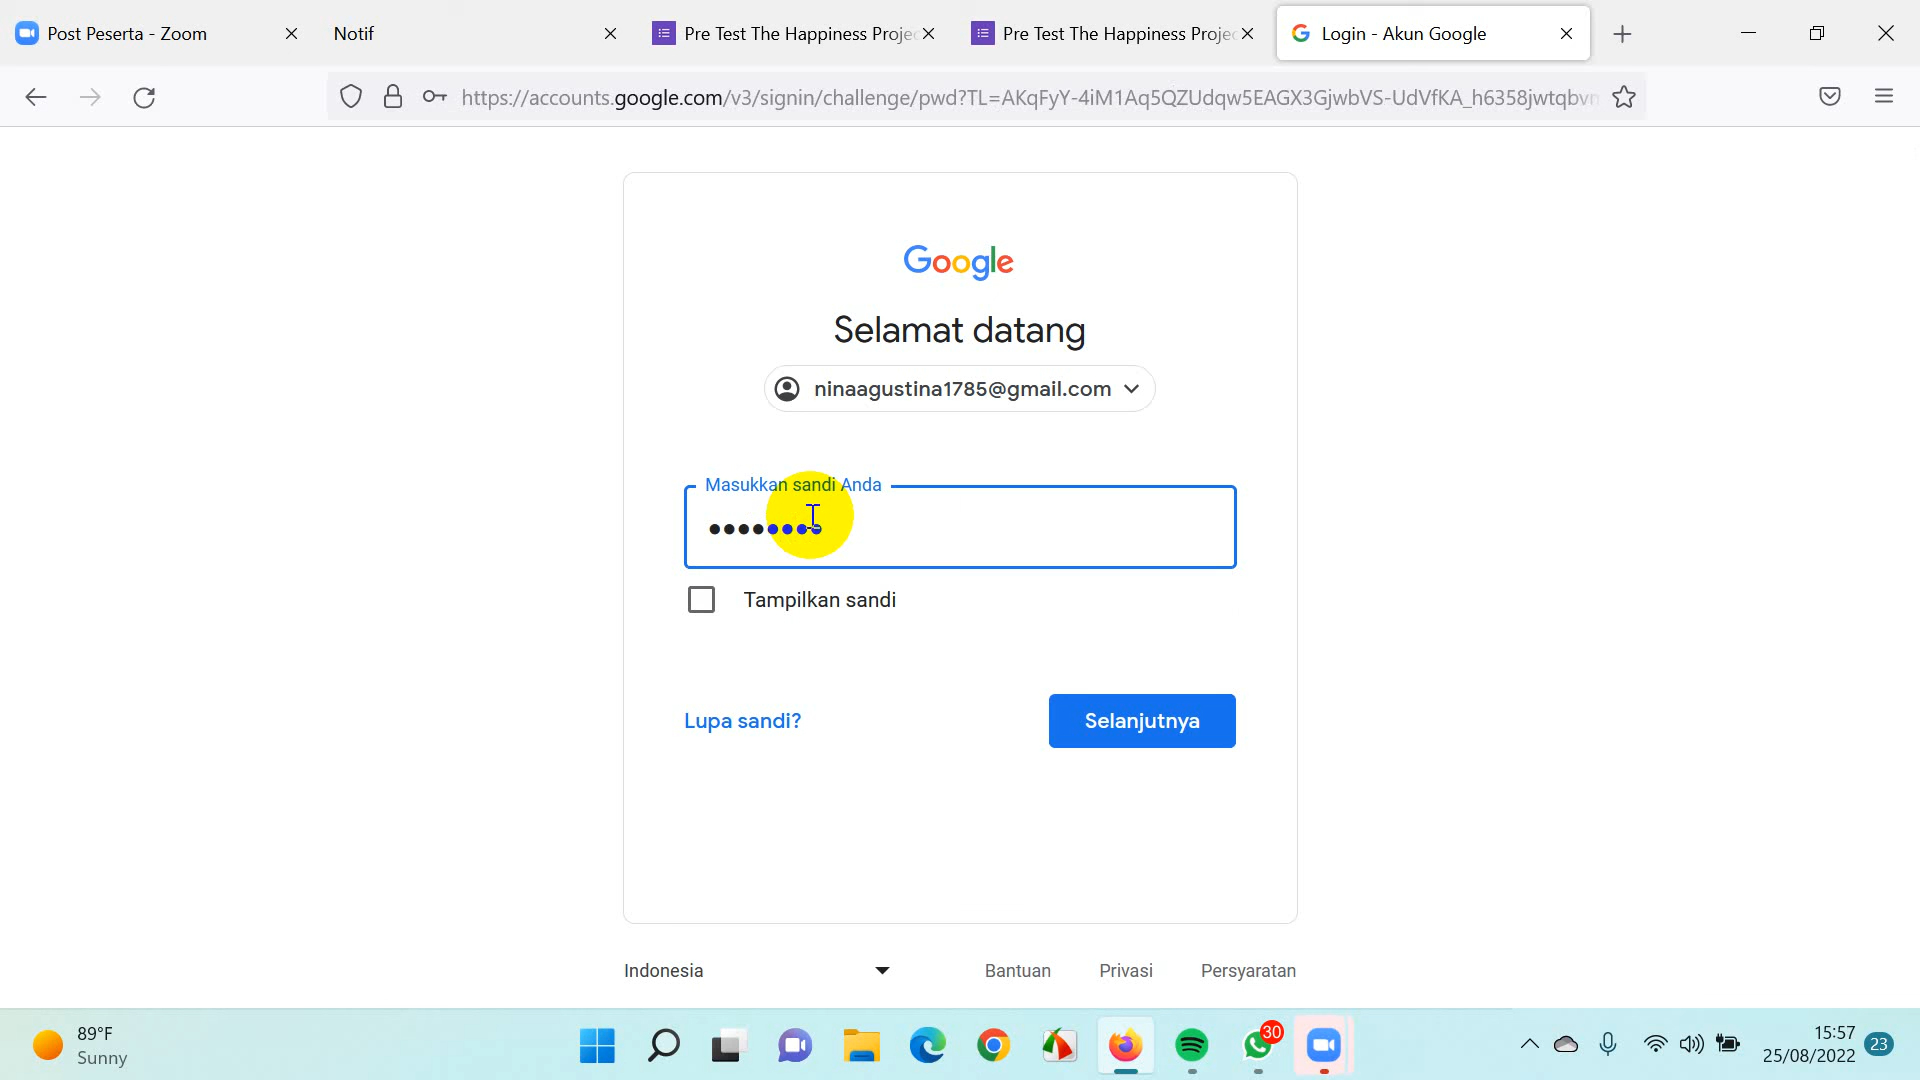 Post Peserta - Zoom
Notif
Pre Test The Happiness Projec
Pre Test The Happiness Projec
Login - Akun Google
https://accounts.google.com/v3/signin/challenge/pwd?TL=AKqFyY-4iM1Aq5QZUdqw5EAGX3GjwbVS-UdVfKA_h6358jwtqbvn
Google
Selamat datang
ninaagustina1785@gmail.com
Masukkan sandi Anda
Tampilkan sandi
Lupa sandi?
Selanjutnya
Indonesia
Bantuan
Privasi
Persyaratan
89°F
Sunny
30
15:57
25/08/2022
23